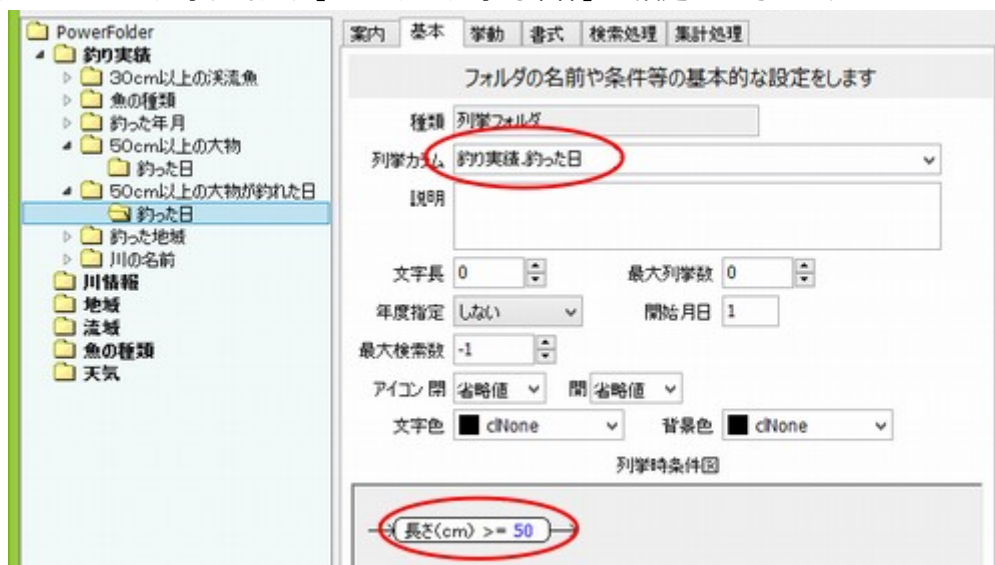 PowerFolder
釣り実績
30cm以上の渓流魚
魚の種類
釣った年月
50cm以上の大物
釣った日
50cm以上の大物が釣れた日
釣った日
釣った地域
川の名前
川情報
地域
流域
魚の種類
天気
案内 基本 挙動 書式 検索処理 集計処理
フォルダの名前や条件等の基本的な設定をします
種類 列挙フォルダ
列挙カラム 釣り実績.釣った日
説明
文字長 0 最大列挙数 0
年度指定 しない 開始月日 1
最大検索数 -1
アイコン 閉 省略値 開 省略値
文字色 clNone 背景色 clNone
列挙時条件図
長さ(cm) >= 50